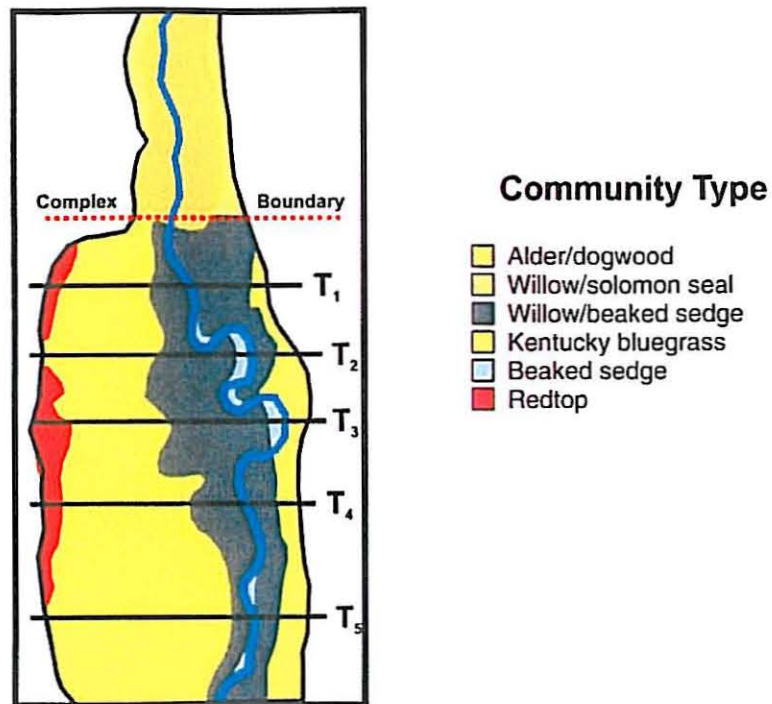 Complex Boundary
T1
T2
T3
T4
T5
Community Type
Alder/dogwood
Willow/solomon seal
Willow/beaked sedge
Kentucky bluegrass
Beaked sedge
Redtop